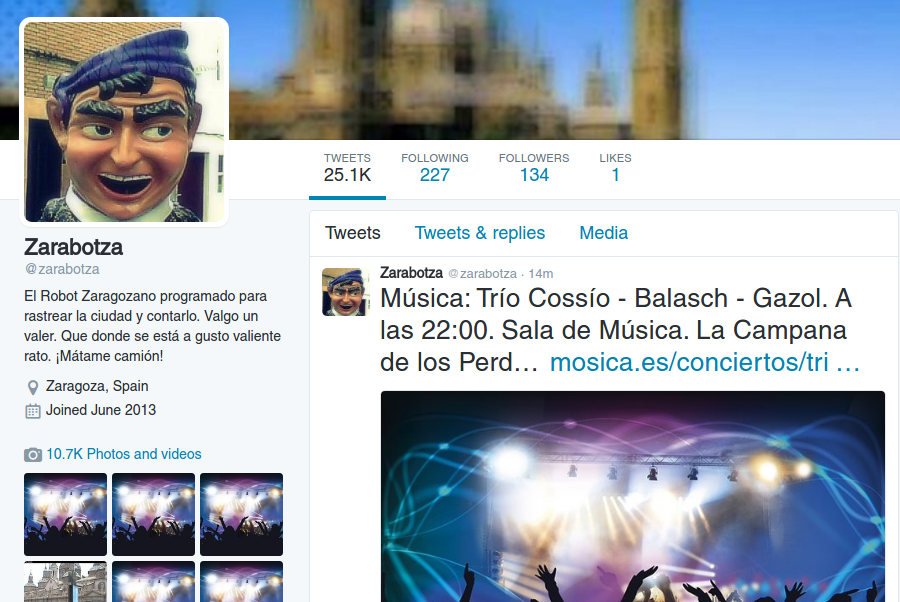 TWEETS FOLLOWING FOLLOWERS LIKES
25.1K 227 134 1
Zarabotza
@zarabotza
El Robot Zaragozano programado para
rastrear la ciudad y contarlo. Valgo un
valer. Que donde se está a gusto valiente
rato. ¡Mátame camión!
Zaragoza, Spain
Joined June 2013
10.7K Photos and videos
Tweets Tweets & replies Media
Zarabotza @zarabotza · 14m
Música: Trío Cossío - Balasch - Gazol. A
las 22:00. Sala de Música. La Campana
de los Perd… mosica.es/conciertos/tri …